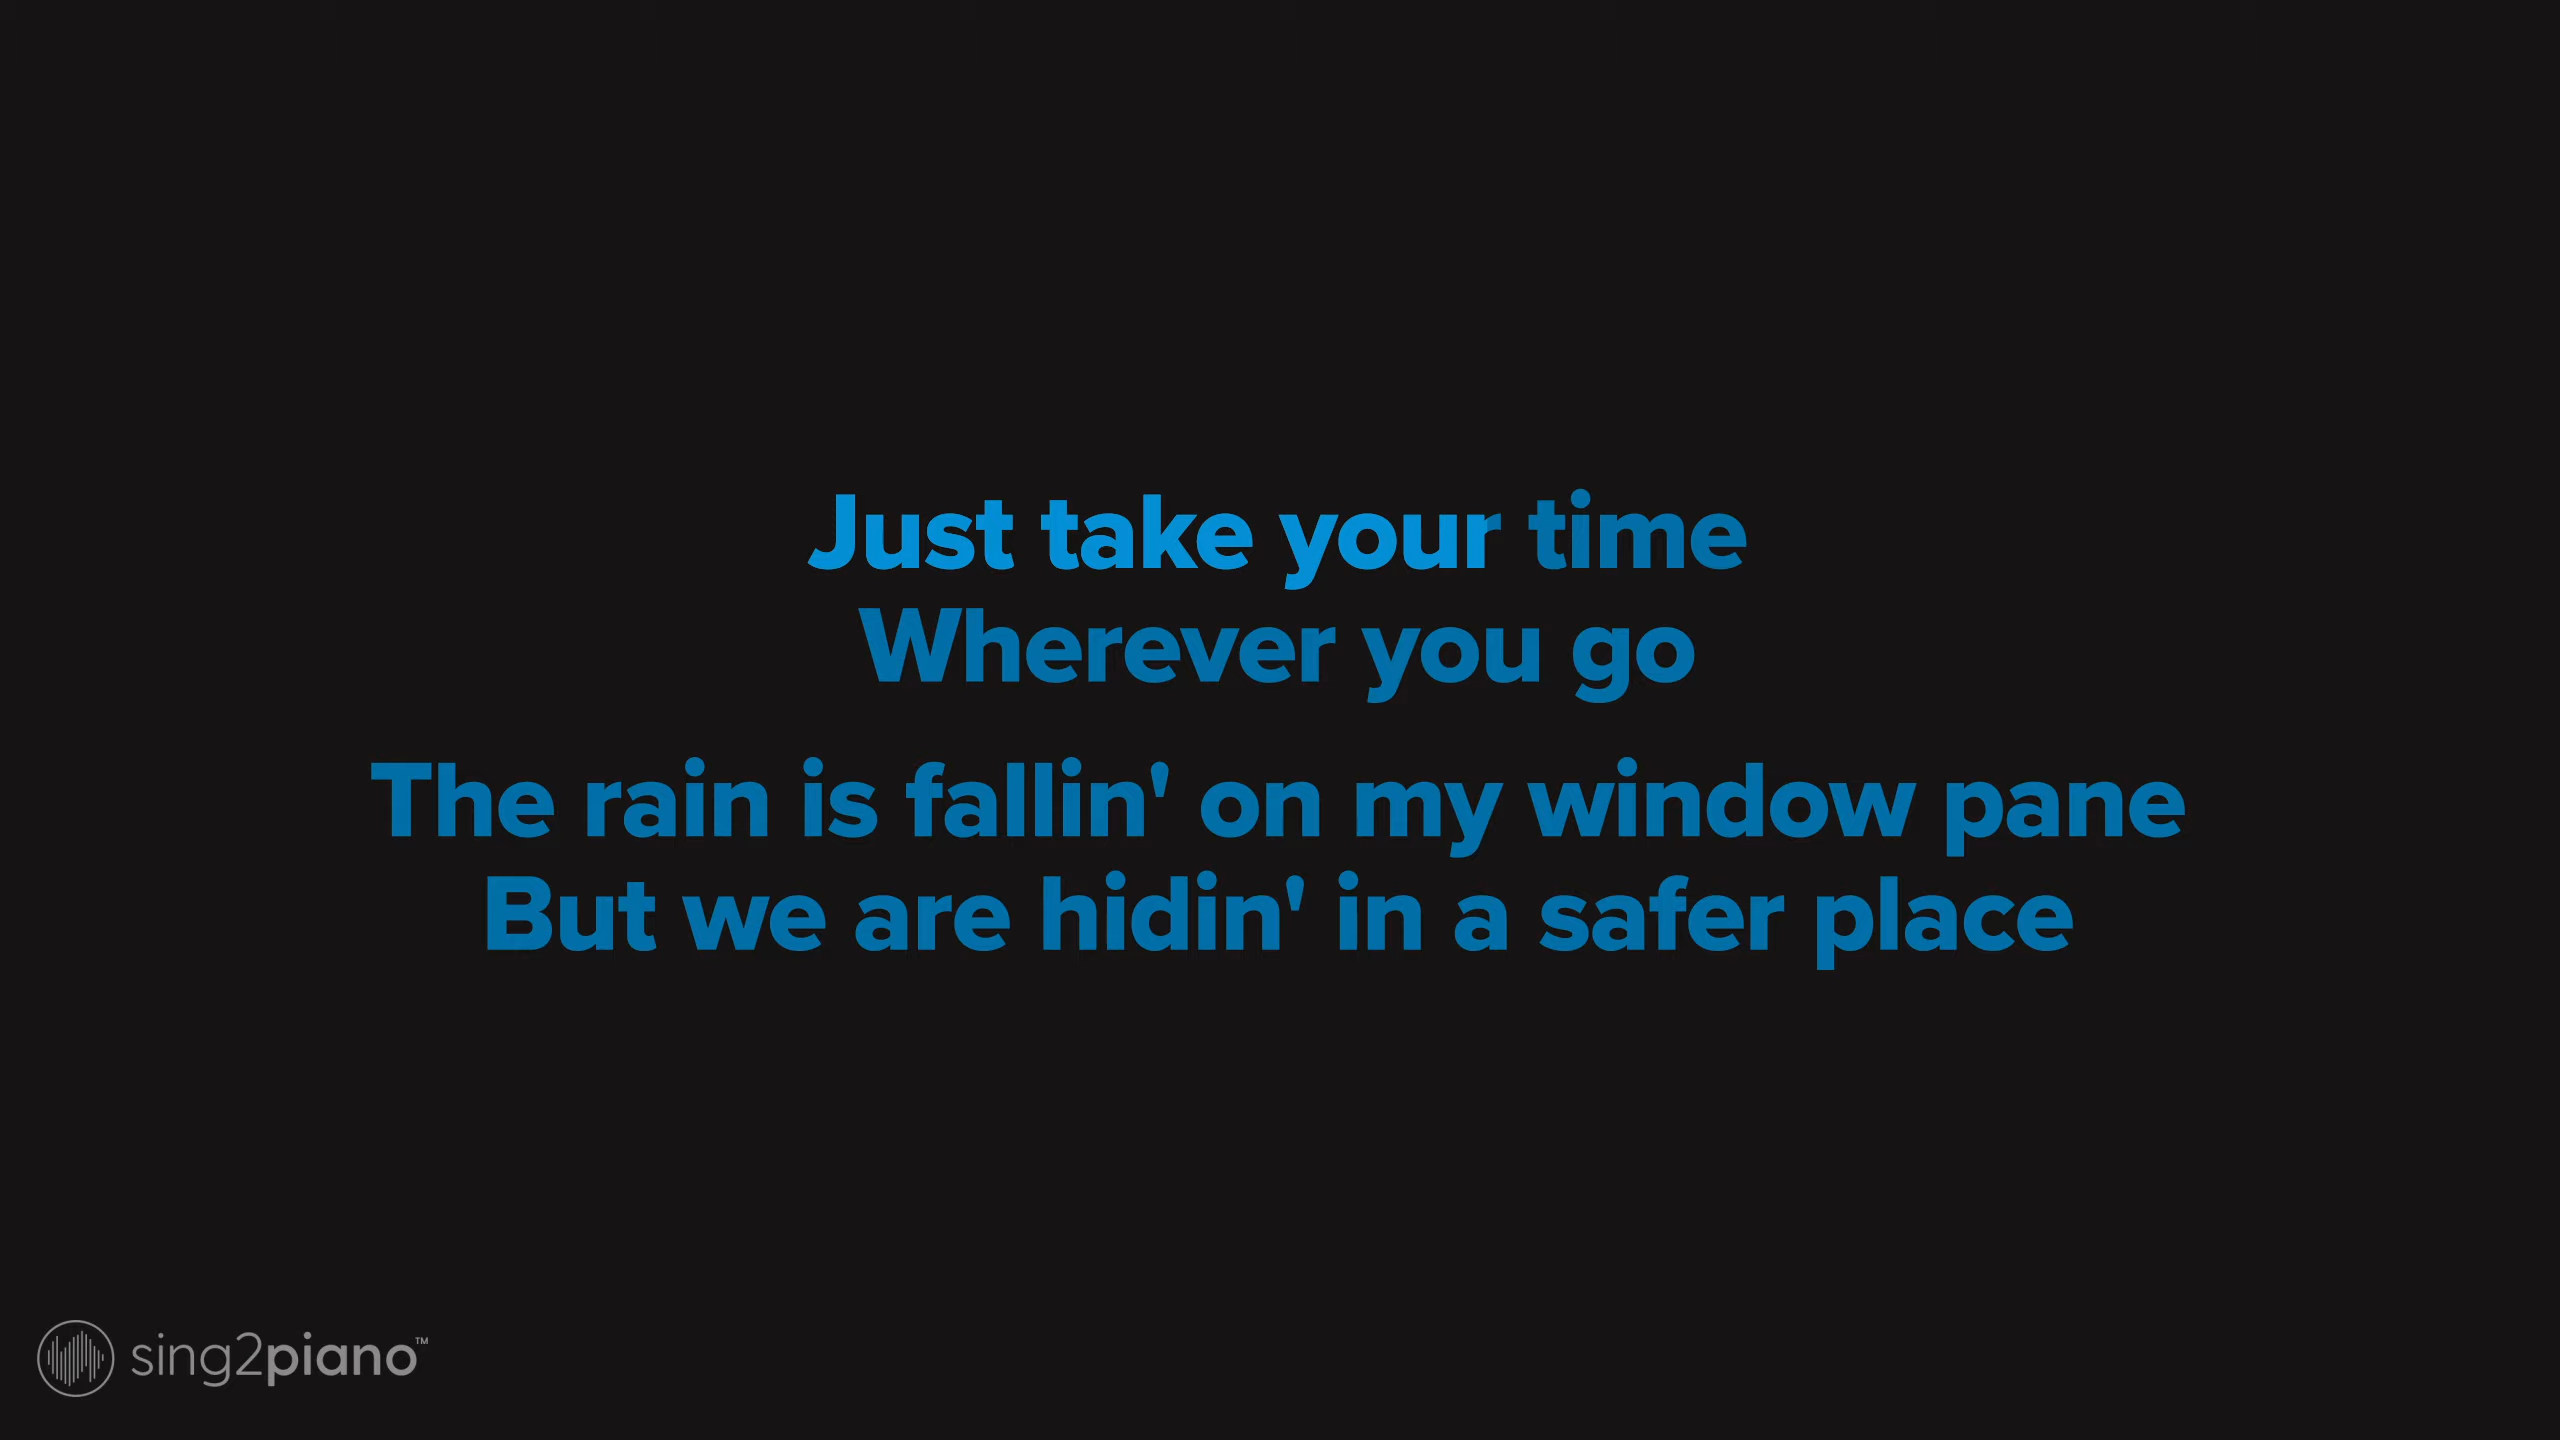 Just take your time
Wherever you go
The rain is fallin' on my window pane
But we are hidin' in a safer place
sing2piano™